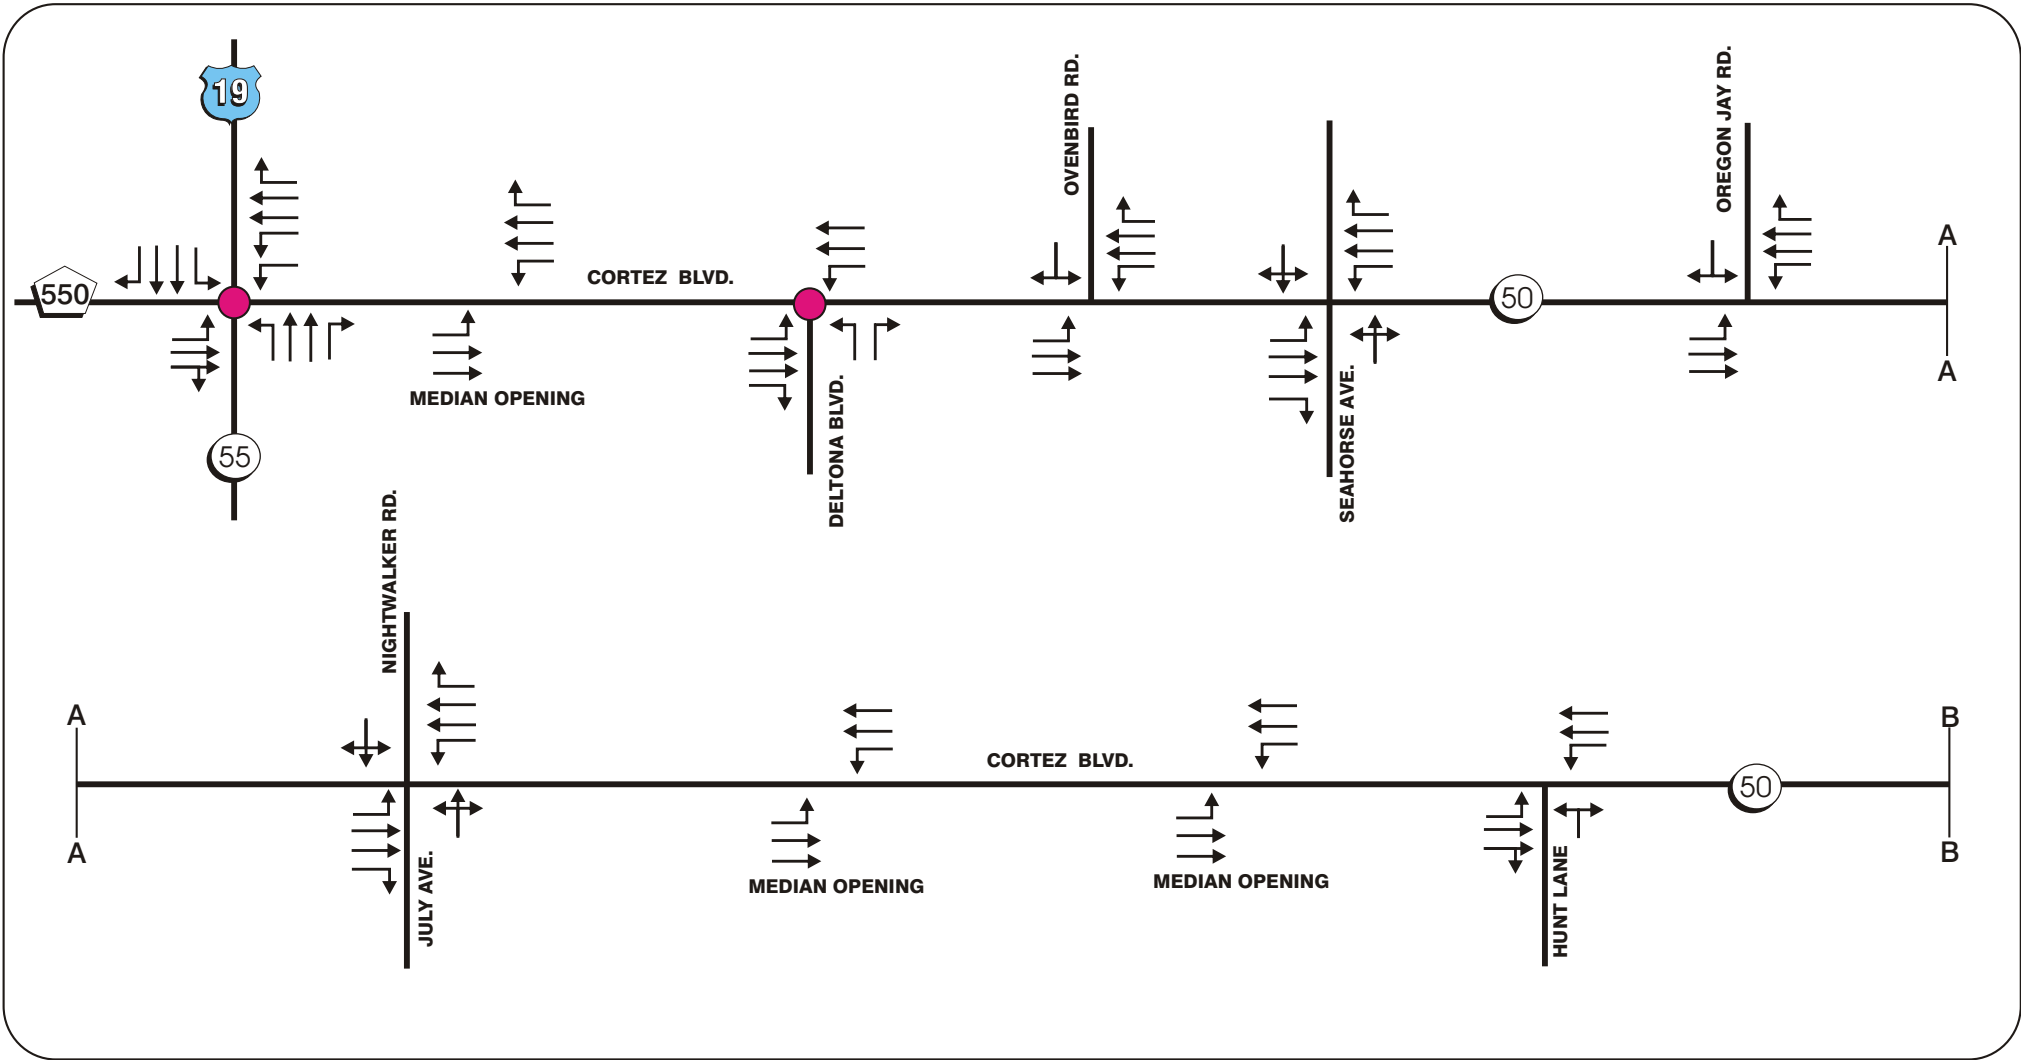 19
OVENBIRD RD.
OREGON JAY RD.
A
550
CORTEZ BLVD.
50
A
MEDIAN OPENING
DELTONA BLVD.
SEAHORSE AVE.
55
NIGHTWALKER RD.
A
B
CORTEZ BLVD.
50
A
JULY AVE.
MEDIAN OPENING
MEDIAN OPENING
HUNT LANE
B